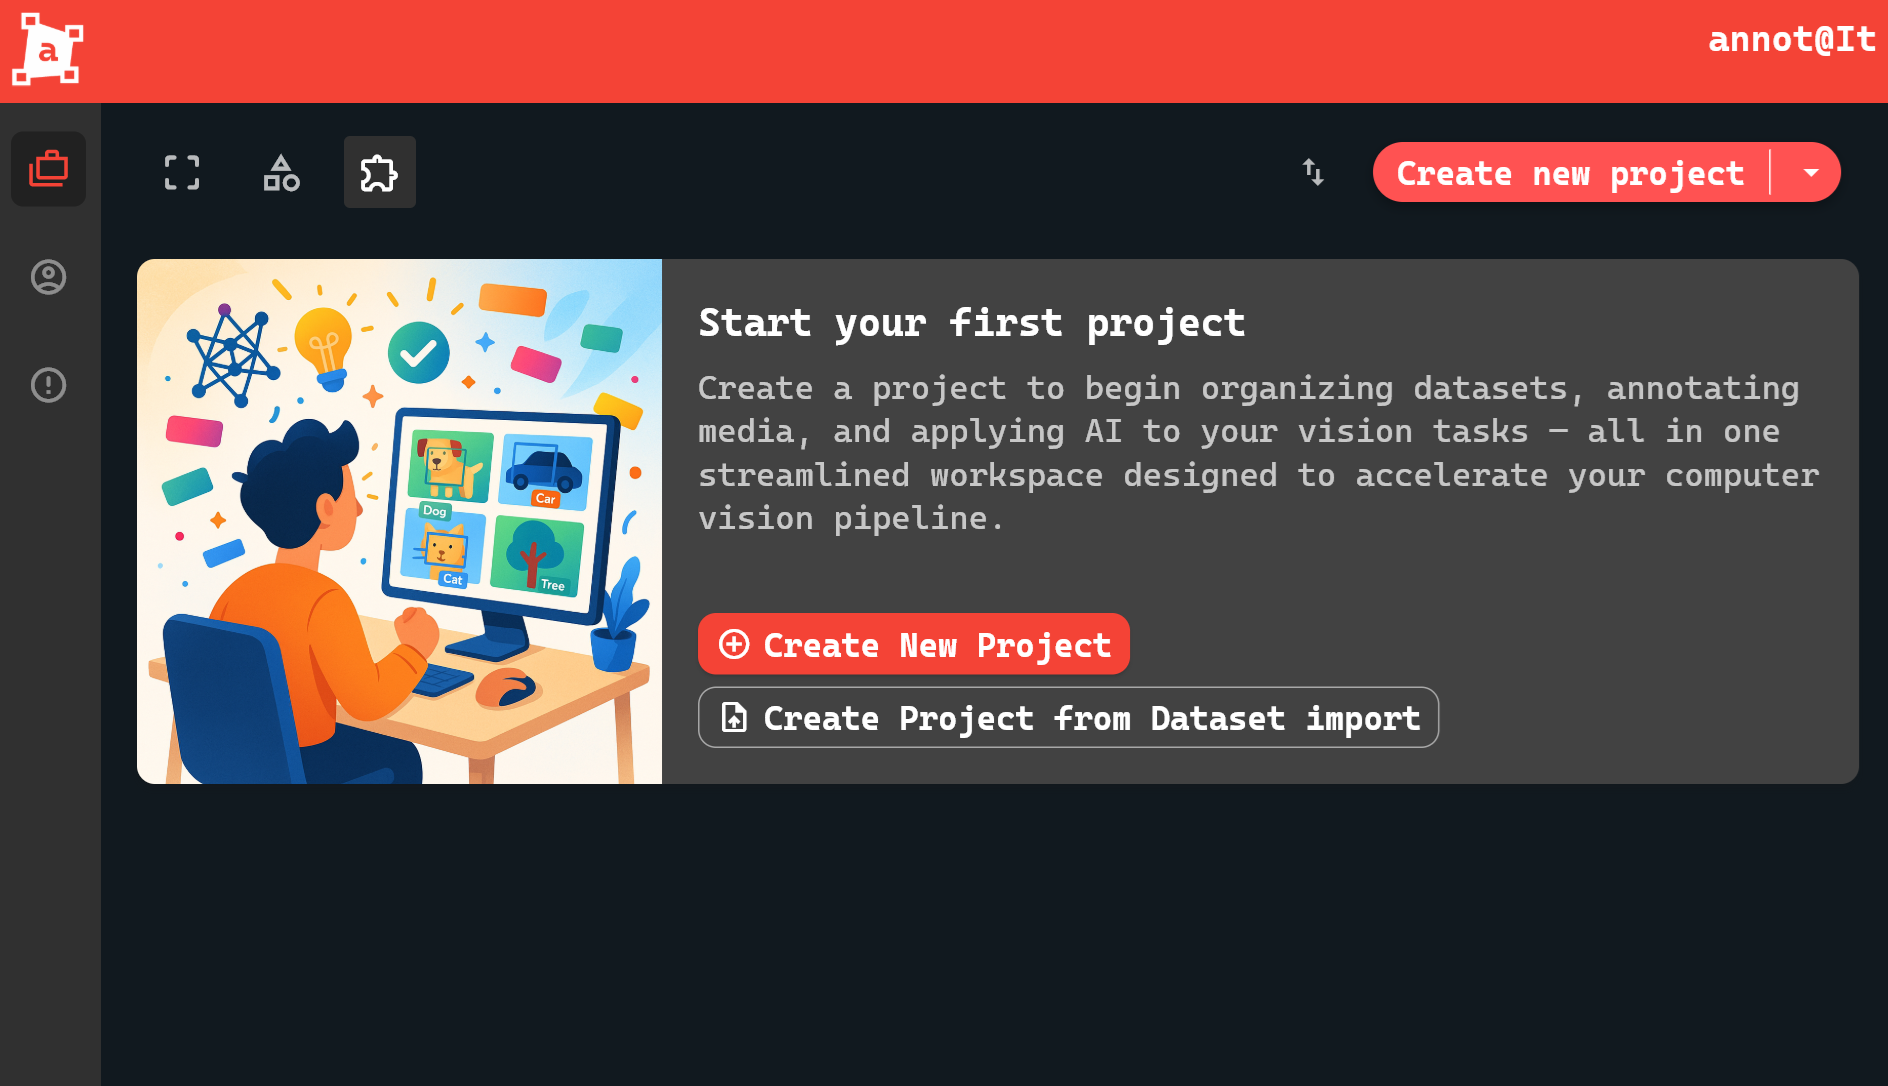 a
annot@It
Create new project
Start your first project
Create a project to begin organizing datasets, annotating
media, and applying AI to your vision tasks — all in one
streamlined workspace designed to accelerate your computer
vision pipeline.
Dog
Car
Cat
Tree
Create New Project
Create Project from Dataset import